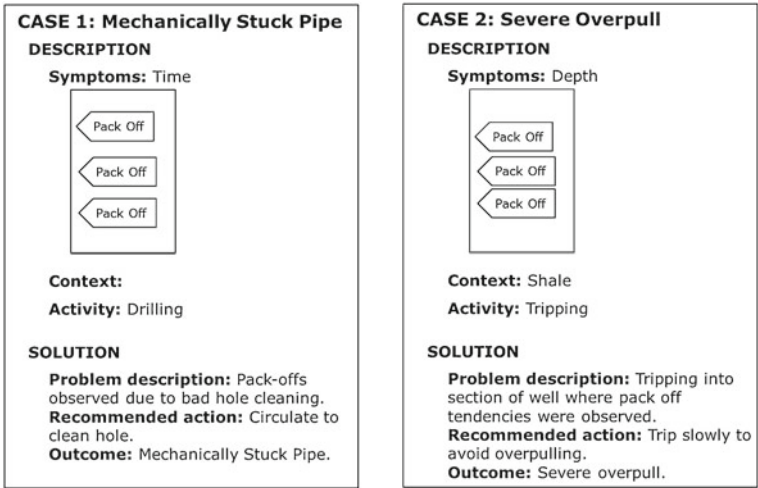 CASE 1: Mechanically Stuck Pipe
DESCRIPTION
Symptoms: Time
Pack Off
Pack Off
Pack Off
Context:
Activity: Drilling
SOLUTION
Problem description: Pack-offs
observed due to bad hole cleaning.
Recommended action: Circulate to
clean hole.
Outcome: Mechanically Stuck Pipe.
CASE 2: Severe Overpull
DESCRIPTION
Symptoms: Depth
Pack Off
Pack Off
Pack Off
Context: Shale
Activity: Tripping
SOLUTION
Problem description: Tripping into
section of well where pack off
tendencies were observed.
Recommended action: Trip slowly to
avoid overpulling.
Outcome: Severe overpull.